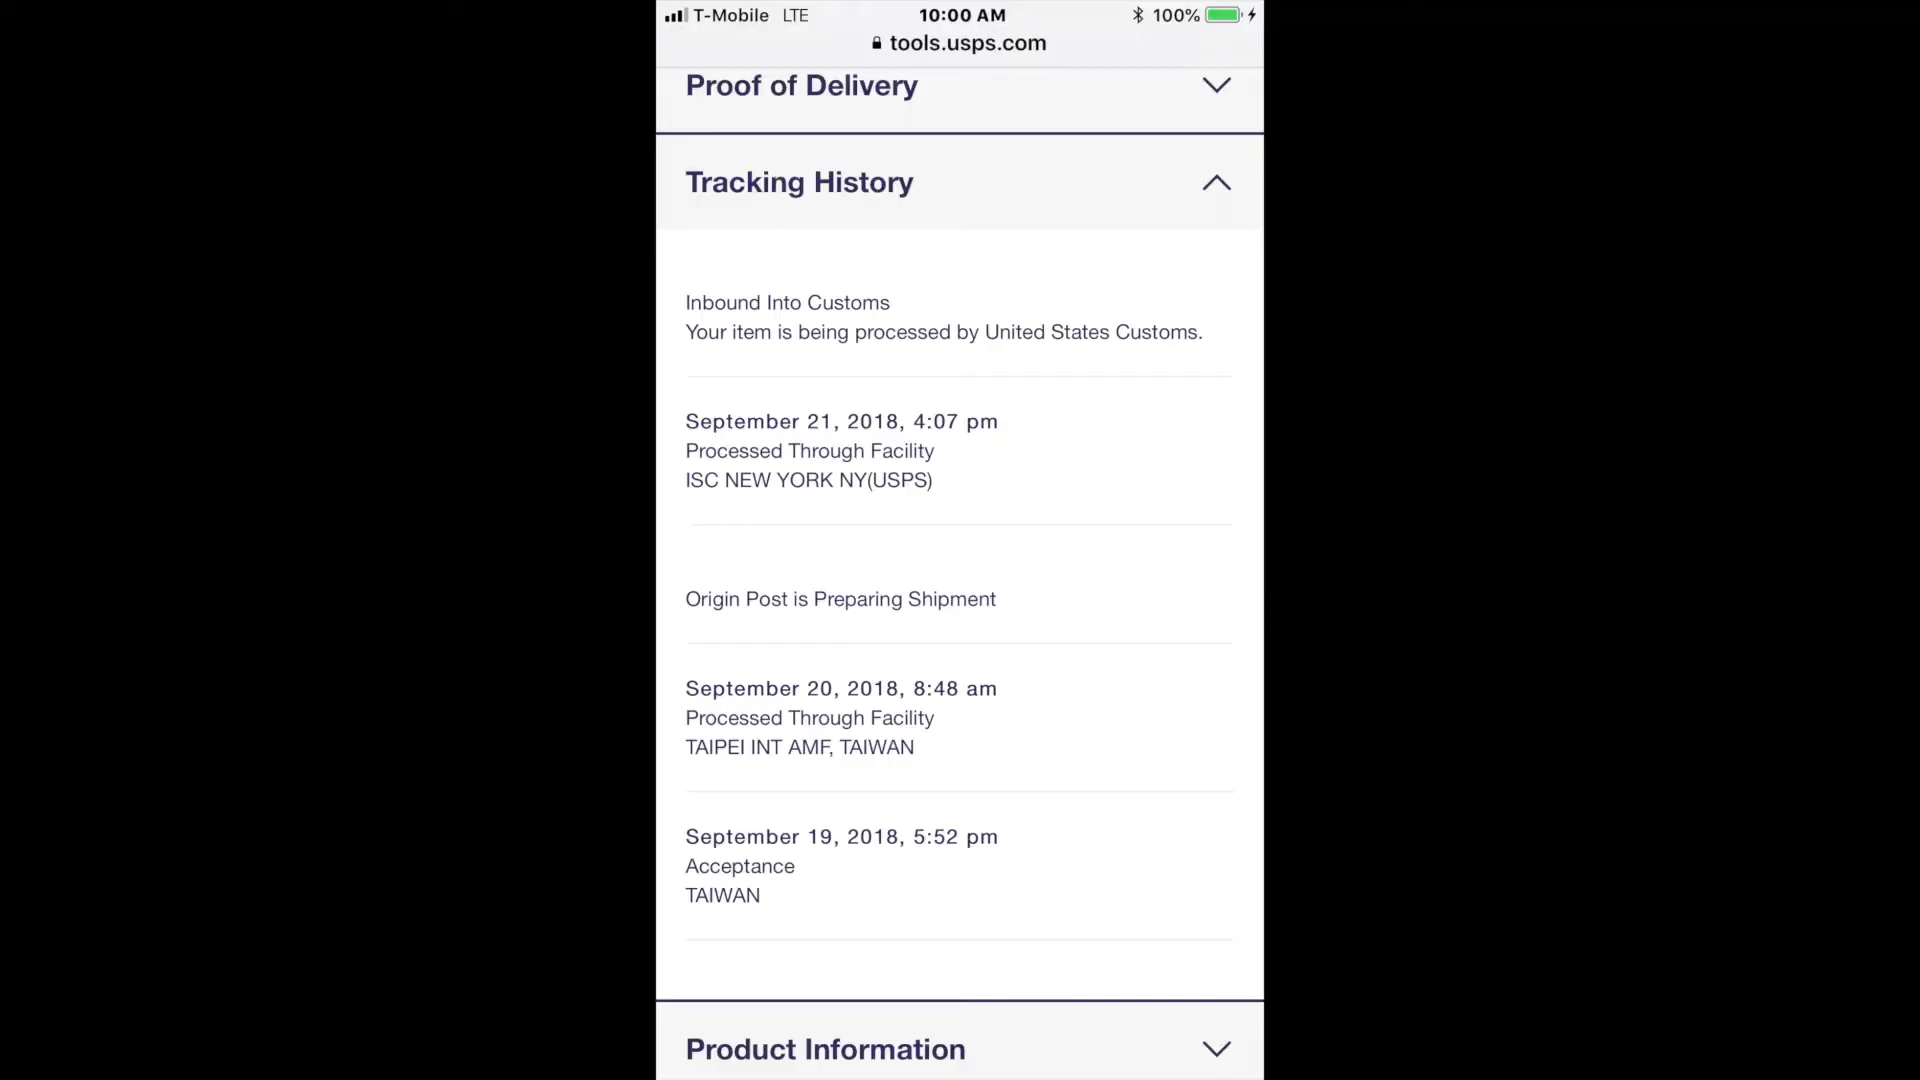 T-Mobile LTE 10:00 AM 100%
tools.usps.com
Proof of Delivery
Tracking History
Inbound Into Customs
Your item is being processed by United States Customs.
September 21, 2018, 4:07 pm
Processed Through Facility
ISC NEW YORK NY(USPS)
Origin Post is Preparing Shipment
September 20, 2018, 8:48 am
Processed Through Facility
TAIPEI INT AMF, TAIWAN
September 19, 2018, 5:52 pm
Acceptance
TAIWAN
Product Information